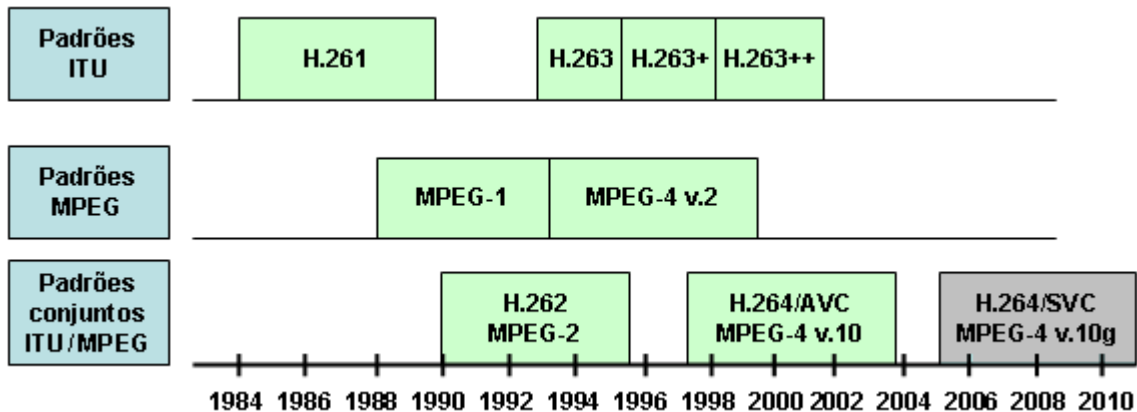 Padrões
ITU
H.261
H.263
H.263+
H.263++
Padrões
MPEG
MPEG-1
MPEG-4 v.2
Padrões
conjuntos
ITU/MPEG
H.262
MPEG-2
H.264/AVC
MPEG-4 v.10
H.264/SVC
MPEG-4 v.10g
1984 1986 1988 1990 1992 1994 1996 1998 2000 2002 2004 2006 2008 2010